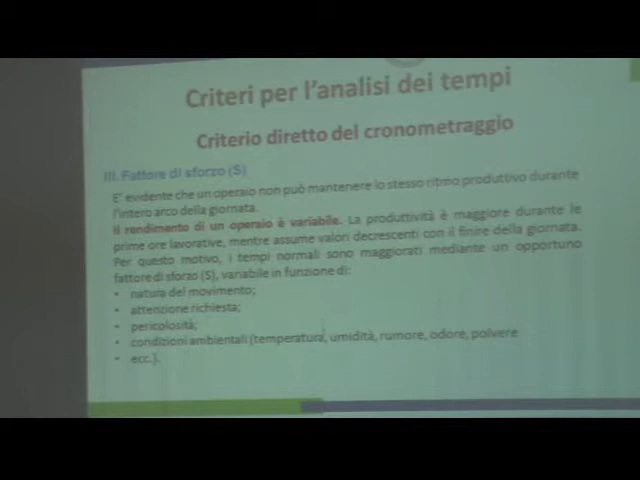 Criteri per l'analisi dei tempi
Criterio diretto del cronometraggio
III. Fattore di sforzo (S)
E' evidente che un operaio non può mantenere lo stesso ritmo produttivo durante
l'intero arco della giornata.
Il rendimento di un operaio è variabile. La produttività è maggiore durante le
prime ore lavorative, mentre assume valori decrescenti con il finire della giornata.
Per questo motivo, i tempi normali sono maggiorati mediante un opportuno
fattore di sforzo (S), variabile in funzione di:
• natura del movimento;
• attenzione richiesta;
• pericolosità;
• condizioni ambientali (temperatura, umidità, rumore, odore, polvere
• ecc.).